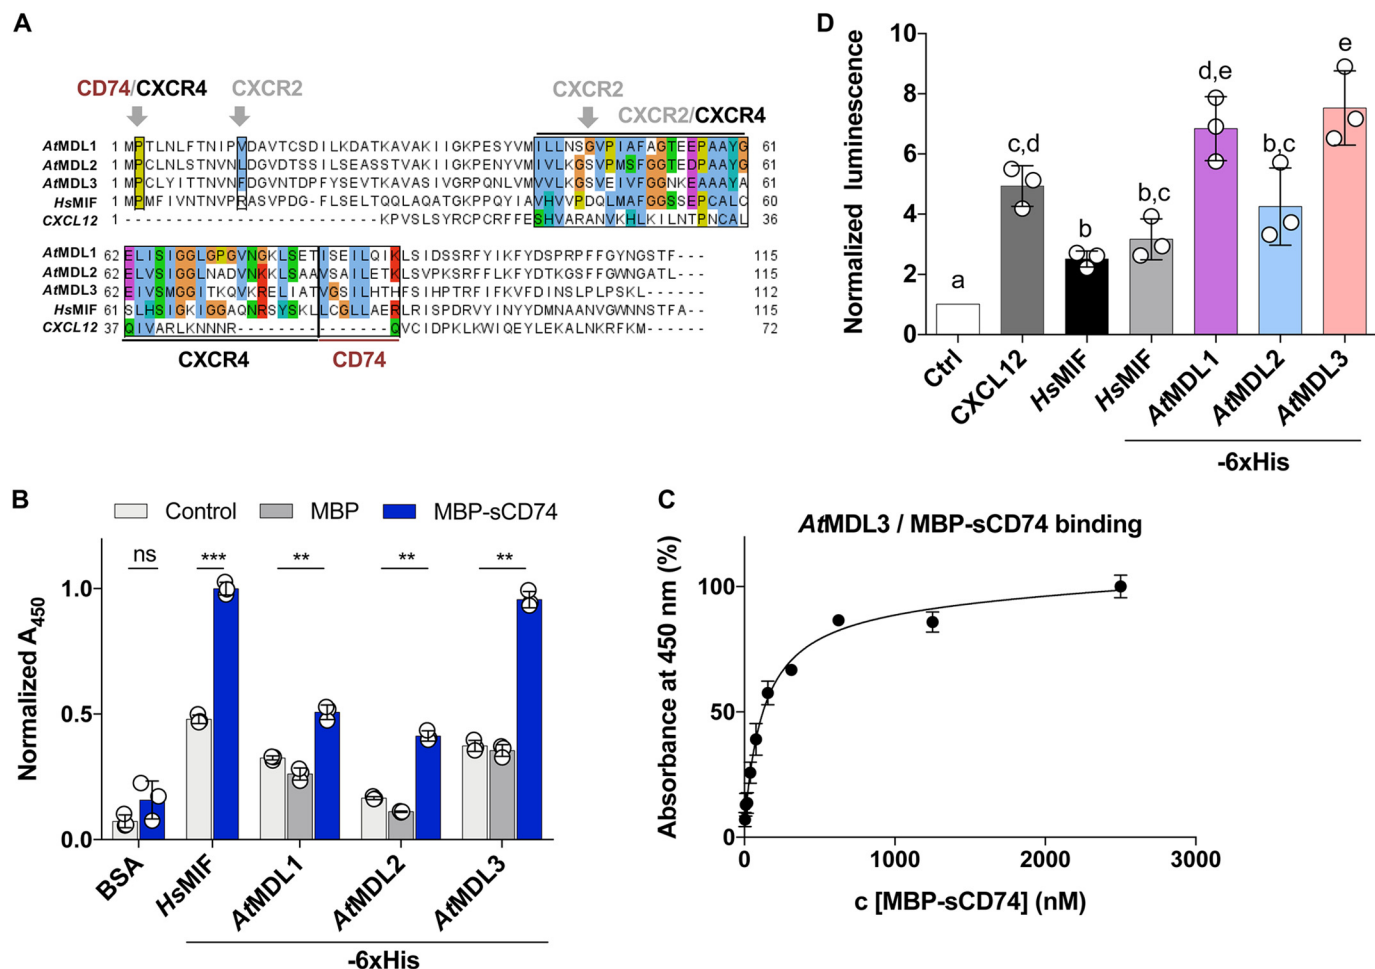 A
CD74/CXCR4 CXCR2 CXCR2
CXCR2/CXCR4
AtMDL1 1 MPTLNLFTNIPVDAVTCSDILKDATKAVAKIIGKPESYVMILLNSGVPIAFAGTEEPAAYG 61
AtMDL2 1 MPCLNLSTNVNLDGVDTSSILSEASSTVAKIIGKPENYVMIVLKGSVPMSFGGTEDPAAYG 61
AtMDL3 1 MPCLYITTNVNFDGVNTDPFYSEVTKAVASIVGRPQNLVMVVLKGSVEIVFGGNKEAAAYA 61
HsMIF 1 MPMFIVNTNVPRASVPDG-FLSELTQQLAQATGKPPQYIAVHVVPDQLMAFGGSSEPCALC 60
CXCL12 1 - - - - - - - - - - - - - - - - - - - - - - - - -KPVSLSYRCPCRFFESHVARANVKHLKILNTPNCAL 36
AtMDL1 62 ELISIGGLGPGVNGKLSETISEILQIKLSIDSSRFYIKFYDSPRPFFGYNGSTF--- 115
AtMDL2 62 ELVSIGGLNADVNKKLSAAVSAILETKLSVPKSRFFLKFYDTKGSFFGWNGATL--- 115
AtMDL3 62 EIVSMGGLTKQVKRELIATVGSILHTHFSIHPTRFIFKVFDINSLPLPSKL------ 112
HsMIF 61 SLHSIGKIGGAQNRSYSKLLCGLLAERLRISPDRVYINYYDMNAANVGWNNSTFA-- 115
CXCL12 37 QIVARLKNNNR--------------QVCIDPKLKWIQEYLEKALNKRFKM------ 72
CXCR4 CD74
D
Normalized luminescence
10
8
6
4
2
0
a
c,d
b
b,c
d,e
b,c
e
Ctrl
CXCL12
HsMIF
HsMIF
AtMDL1
AtMDL2
AtMDL3
-6xHis
B
Control MBP MBP-sCD74
Normalized A450
1.0
0.5
0.0
ns
***
**
**
**
BSA
HsMIF
AtMDL1
AtMDL2
AtMDL3
-6xHis
C
AtMDL3 / MBP-sCD74 binding
Absorbance at 450 nm (%)
100
50
0
0 1000 2000 3000
c [MBP-sCD74] (nM)